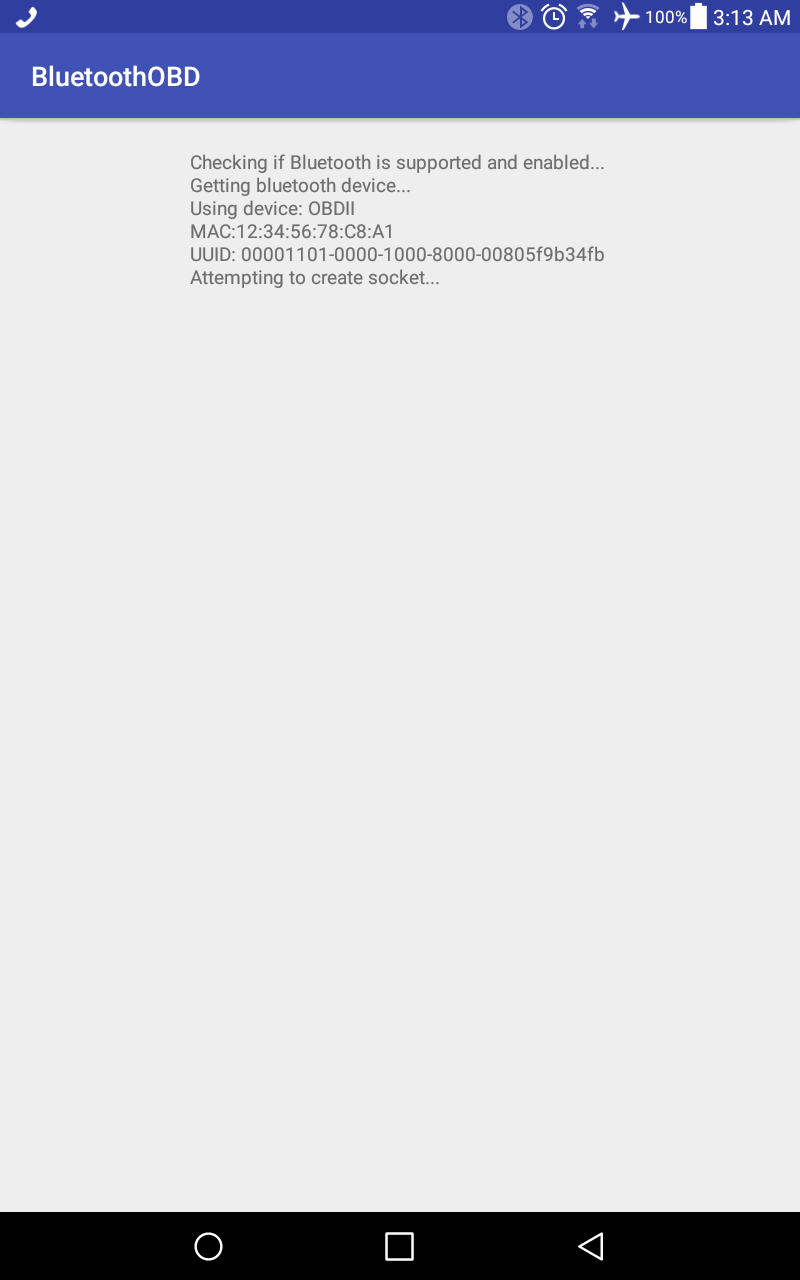 100% 3:13 AM
BluetoothOBD
Checking if Bluetooth is supported and enabled...
Getting bluetooth device...
Using device: OBDII
MAC:12:34:56:78:C8:A1
UUID: 00001101-0000-1000-8000-00805f9b34fb
Attempting to create socket...